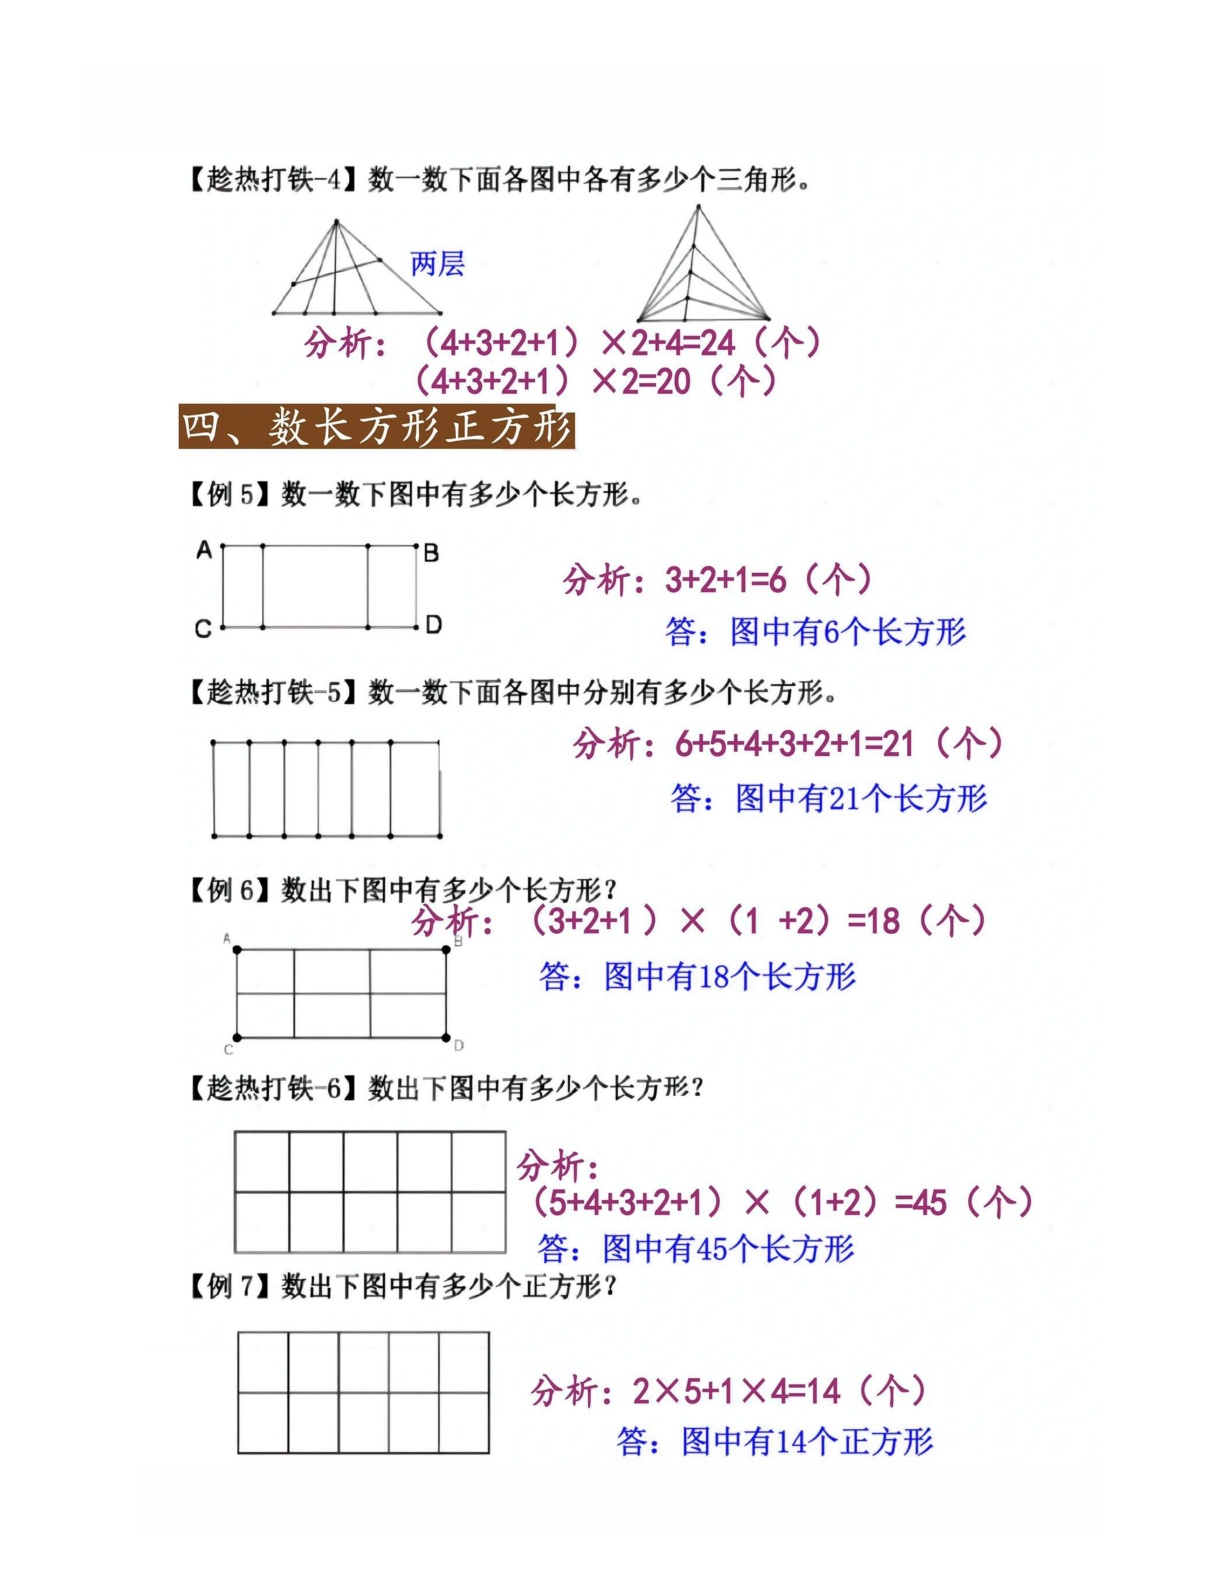 【趁热打铁-4】数一数下面各图中各有多少个三角形。
两层
分析：（4+3+2+1）×2+4=24（个）
（4+3+2+1）×2=20（个）
四、数长方形正方形
【例 5】数一数下图中有多少个长方形。
A B
分析：3+2+1=6（个）
C D
答：图中有6个长方形
【趁热打铁-5】数一数下面各图中分别有多少个长方形。
分析：6+5+4+3+2+1=21（个）
答：图中有21个长方形
【例 6】数出下图中有多少个长方形？
分析：（3+2+1）×（1 +2）=18（个）
A B
答：图中有18个长方形
C D
【趁热打铁-6】数出下图中有多少个长方形？
分析：
（5+4+3+2+1）×（1+2）=45（个）
答：图中有45个长方形
【例 7】数出下图中有多少个正方形？
分析：2×5+1×4=14（个）
答：图中有14个正方形